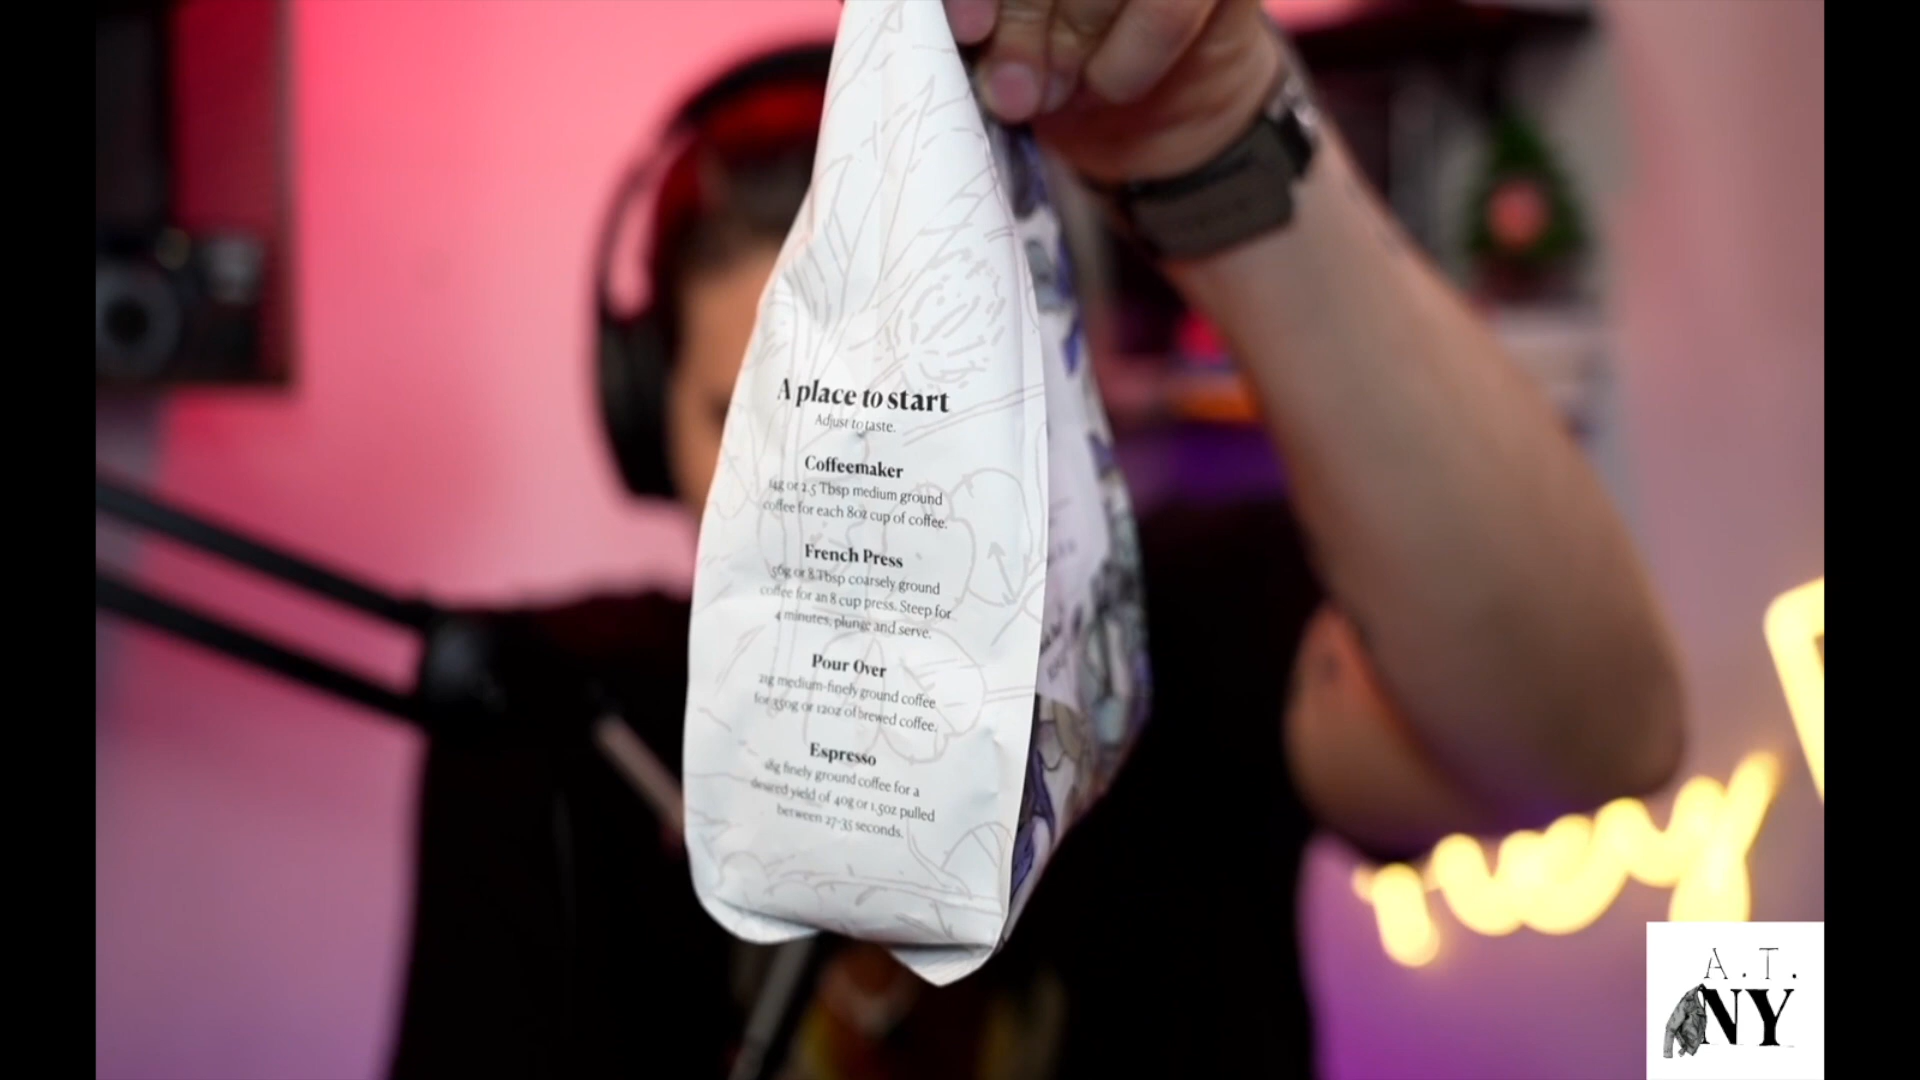 A place to start
Adjust to taste.
Coffeemaker
14g or 2.5 Tbsp medium ground
coffee for each 8oz cup of coffee.
French Press
56g or 8 Tbsp coarsely ground
coffee for an 8 cup press. Steep for
4 minutes, plunge and serve.
Pour Over
21g medium-finely ground coffee
for 350g or 12oz of brewed coffee.
Espresso
18g finely ground coffee for a
desired yield of 40g or 1.5oz pulled
between 27-35 seconds.
A.T.
NY